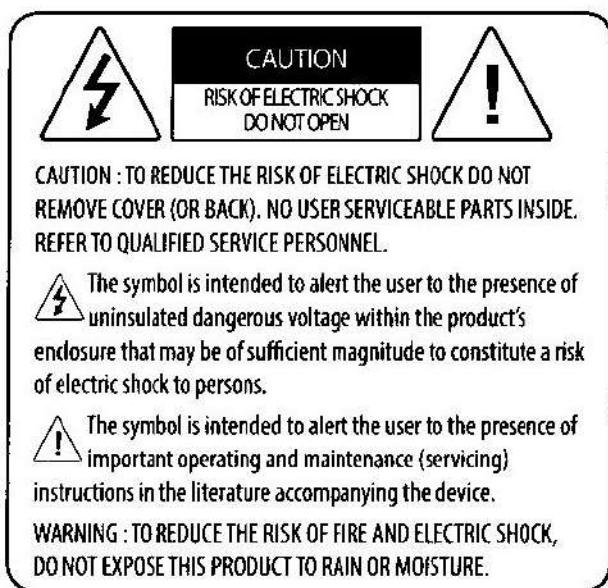 CAUTION
RISK OF ELECTRIC SHOCK
DO NOT OPEN
CAUTION : TO REDUCE THE RISK OF ELECTRIC SHOCK DO NOT
REMOVE COVER (OR BACK). NO USER SERVICEABLE PARTS INSIDE.
REFER TO QUALIFIED SERVICE PERSONNEL.
The symbol is intended to alert the user to the presence of
uninsulated dangerous voltage within the product's
enclosure that may be of sufficient magnitude to constitute a risk
of electric shock to persons.
The symbol is intended to alert the user to the presence of
important operating and maintenance (servicing)
instructions in the literature accompanying the device.
WARNING : TO REDUCE THE RISK OF FIRE AND ELECTRIC SHOCK,
DO NOT EXPOSE THIS PRODUCT TO RAIN OR MOISTURE.